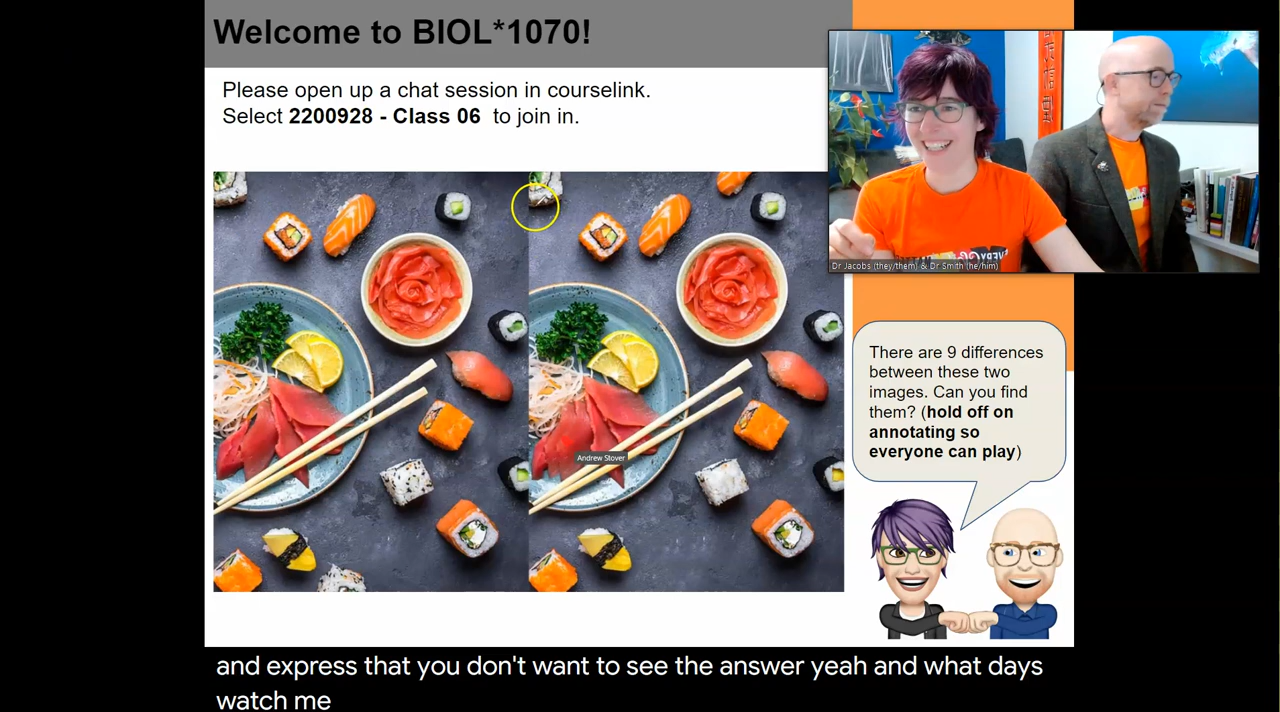 Welcome to BIOL*1070!
Please open up a chat session in courselink.
Select 2200928 - Class 06 to join in.
Dr Jacobs (they/them) & Dr Smith (he/him)
There are 9 differences
between these two
images. Can you find
them? (hold off on
annotating so
everyone can play)
Andrew Stover
and express that you don't want to see the answer yeah and what days
watch me